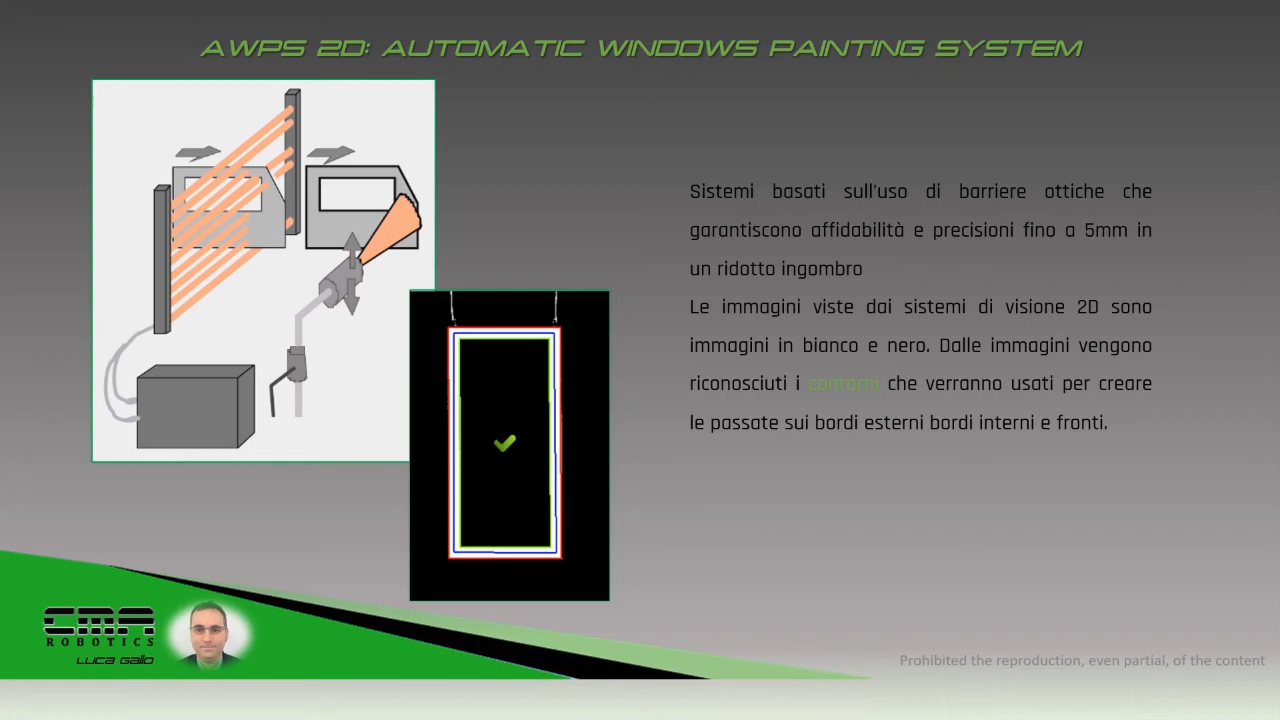 AWPS 2D: AUTOMATIC WINDOWS PAINTING SYSTEM
Sistemi basati sull'uso di barriere ottiche che
garantiscono affidabilità e precisioni fino a 5mm in
un ridotto ingombro
Le immagini viste dai sistemi di visione 2D sono
immagini in bianco e nero. Dalle immagini vengono
riconosciuti i contorni che verranno usati per creare
le passate sui bordi esterni bordi interni e fronti.
CMA
ROBOTICS
Luca Gallo
Prohibited the reproduction, even partial, of the content